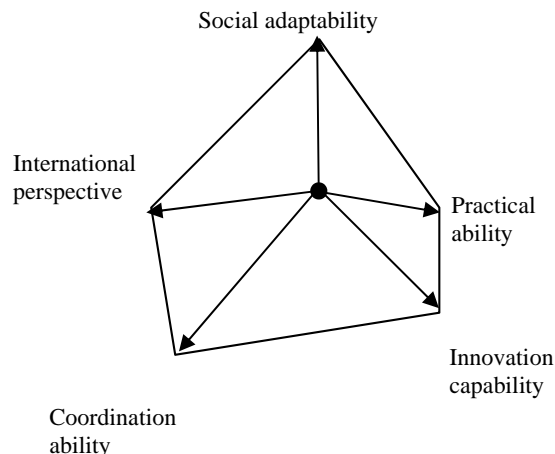 Social adaptability
International
perspective
Practical
ability
Innovation
capability
Coordination
ability